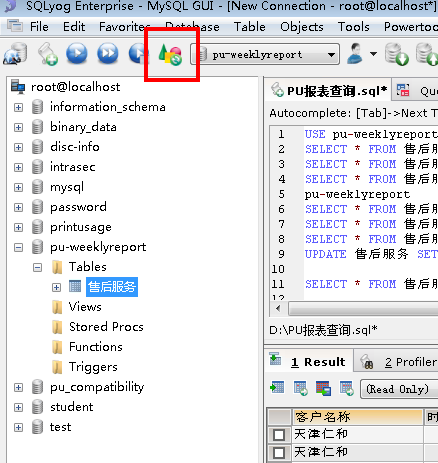 SQLyog Enterprise - MySQL GUI - [New Connection - root@localhost*
File Edit Favorites Database Table Others Tools Powertoo
pu-weeklyreport
root@localhost
information_schema
binary_data
disc-info
intrasec
mysql
password
printusage
pu-weeklyreport
Tables
售后服务
Views
Stored Procs
Functions
Triggers
pu_compatibility
student
test
PU报表查询.sql*
Que
Autocomplete: [Tab]->Next T
1 USE pu-weeklyreport
2 SELECT * FROM 售后服
3 SELECT * FROM 售后服
4 SELECT * FROM 售后服
5 pu-weeklyreport
6 SELECT * FROM 售后服
7 SELECT * FROM 售后服
8 SELECT * FROM 售后服
9 UPDATE 售后服务 SET
10
11 SELECT * FROM 售后服
D:\PU报表查询.sql*
1 Result
2 Profiler
(Read Only)
客户名称
时
天津仁和
天津仁和